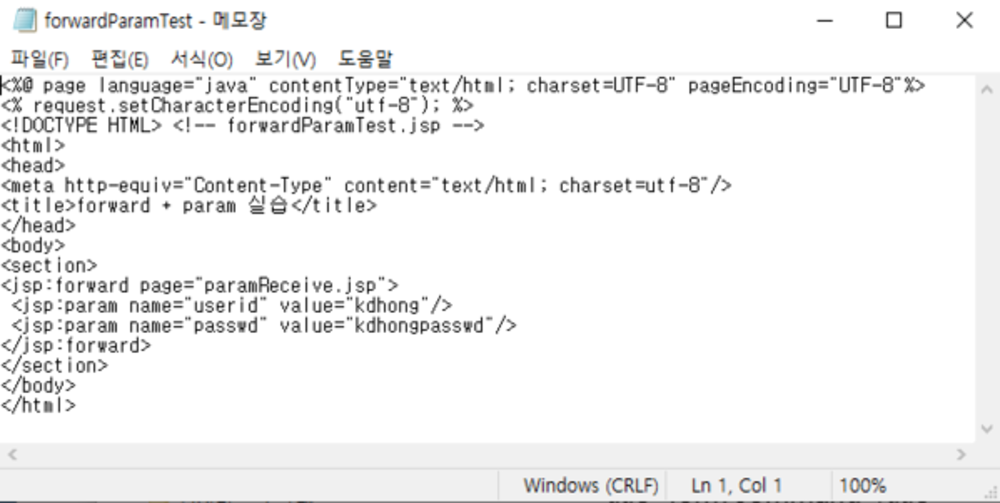 forwardParamTest - 메모장
파일(F) 편집(E) 서식(O) 보기(V) 도움말
<%@ page language="java" contentType="text/html; charset=UTF-8" pageEncoding="UTF-8"%>
<% request.setCharacterEncoding("utf-8"); %>
<!DOCTYPE HTML> <!-- forwardParamTest.jsp -->
<html>
<head>
<meta http-equiv="Content-Type" content="text/html; charset=utf-8"/>
<title>forward + param 실습</title>
</head>
<body>
<section>
<jsp:forward page="paramReceive.jsp">
 <jsp:param name="userid" value="kdhong"/>
 <jsp:param name="passwd" value="kdhongpasswd"/>
</jsp:forward>
</section>
</body>
</html>
Windows (CRLF) Ln 1, Col 1 100%